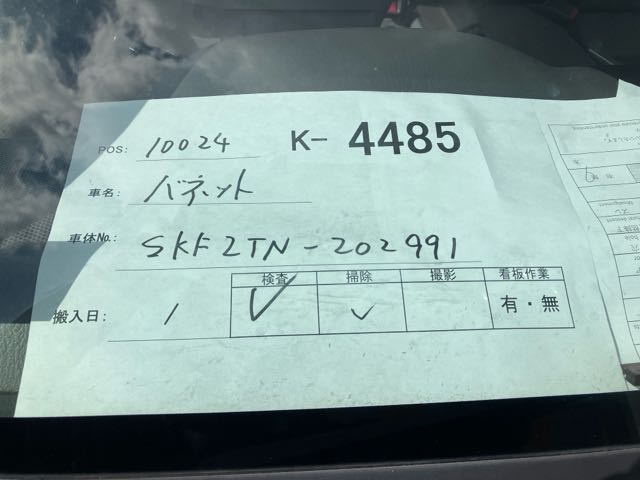 POS: 10024 K- 4485
車名: バネット
車体No.: SKF2TN-202991
検査 掃除 撮影 看板作業
搬入日: 1 ✓ ✓ 有・無